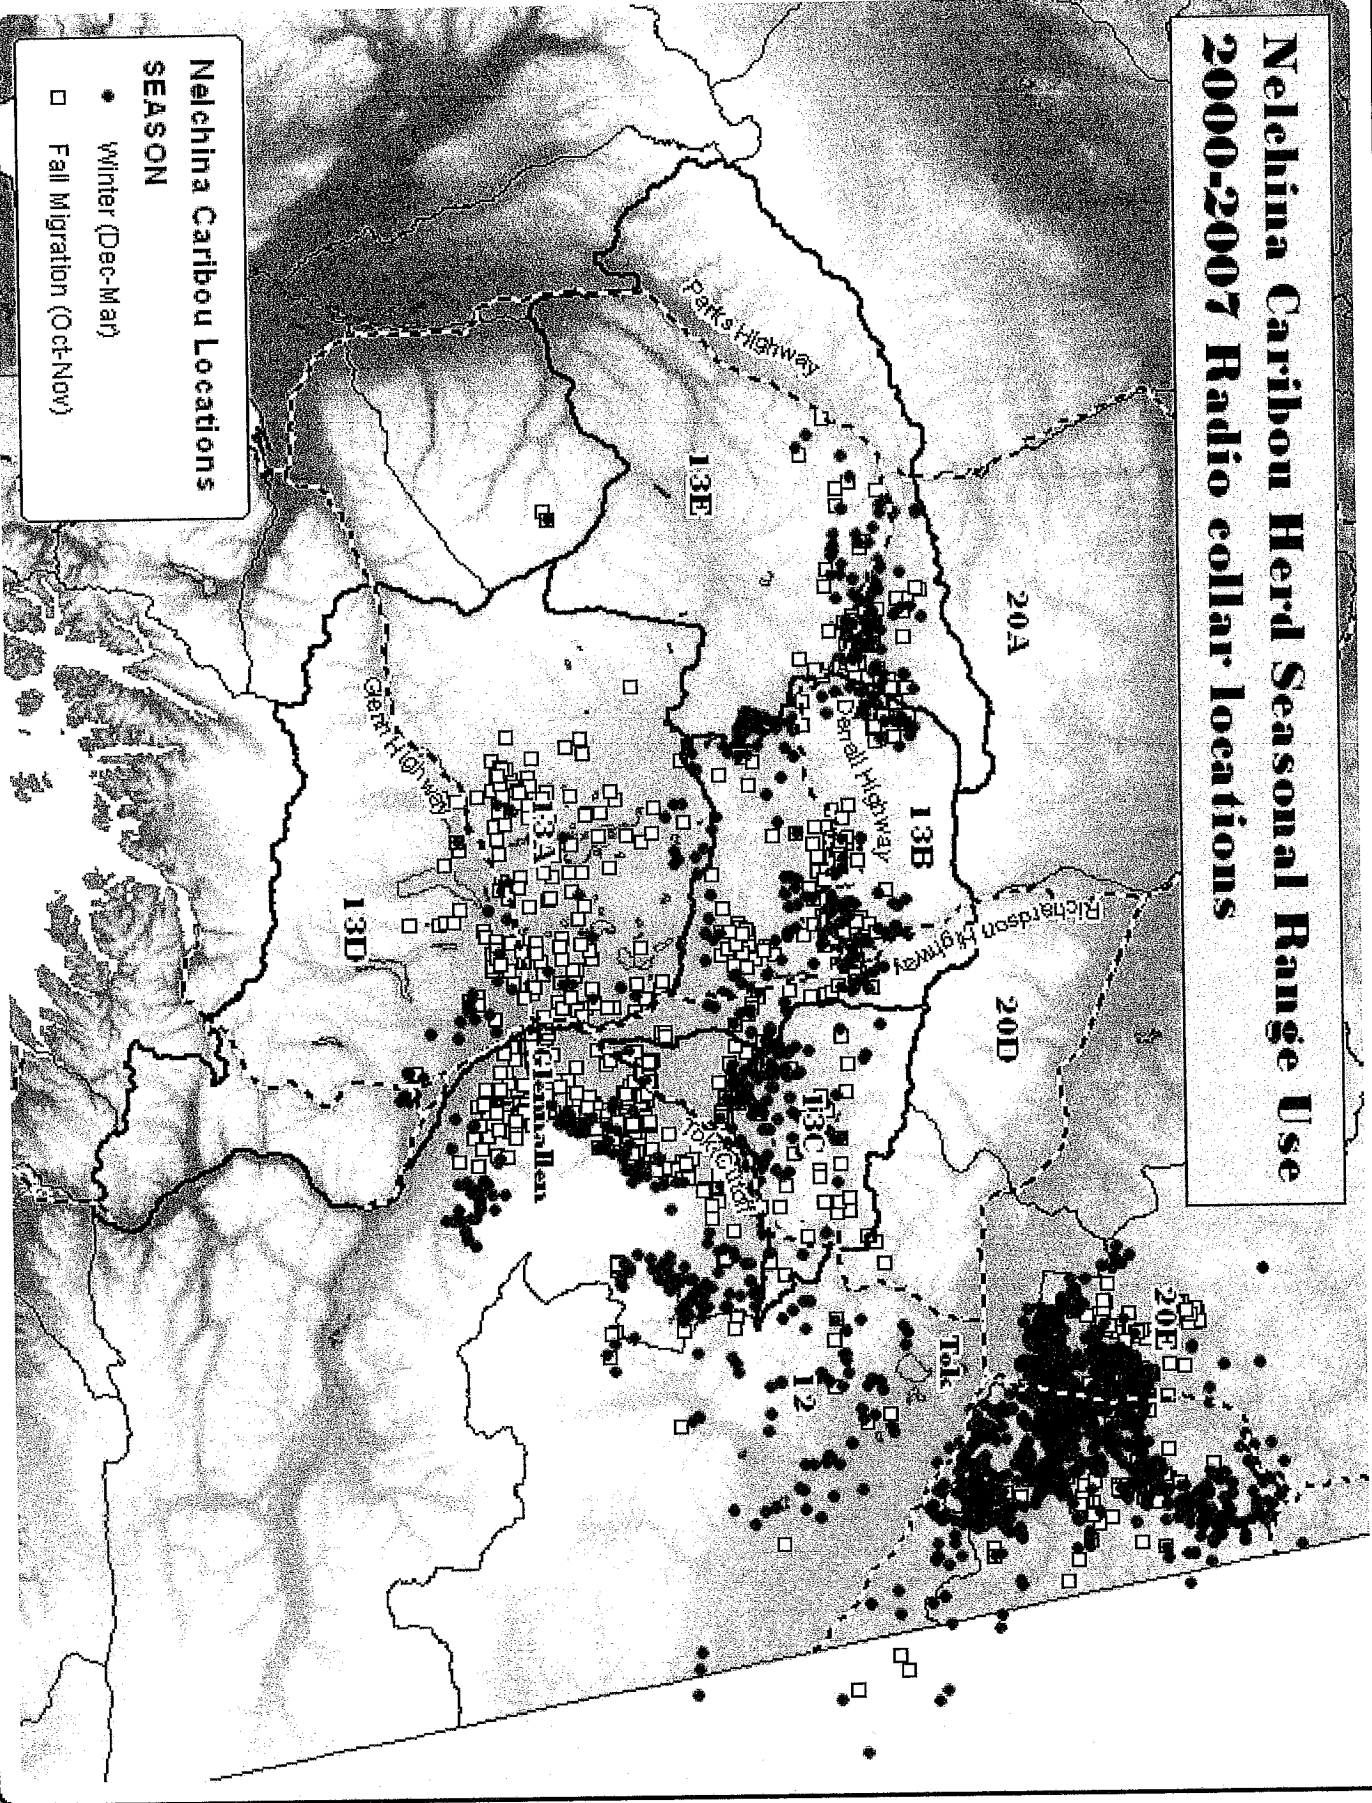 Nelchina Caribou Herd Seasonal Range Use
2000-2007 Radio collar locations
20A
20D
20E
Richardson Highway
Parks Highway
13E
Denali Highway
13B
13C
Tok
12
Tok Cutoff
13A
Glenn Highway
Glennallen
13D
Nelchina Caribou Locations
SEASON
Winter (Dec-Mar)
Fall Migration (Oct-Nov)